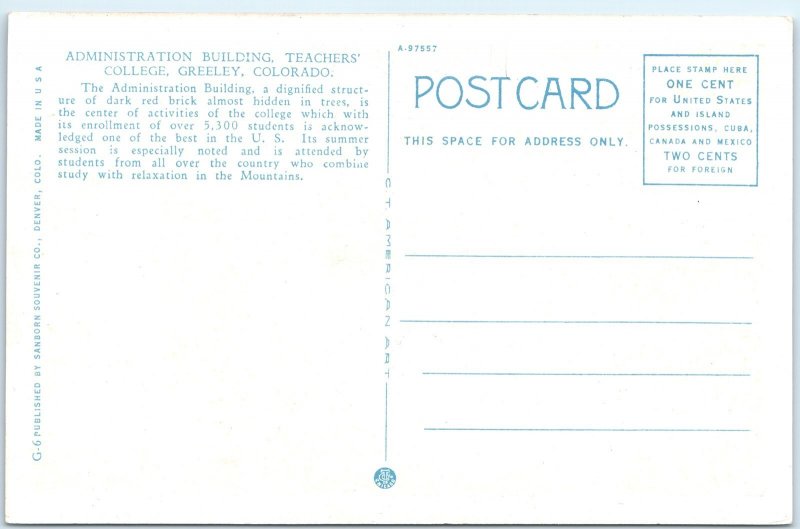 ADMINISTRATION BUILDING, TEACHERS'
COLLEGE, GREELEY, COLORADO.
The Administration Building, a dignified struct-
ure of dark red brick almost hidden in trees, is
the center of activities of the college which with
its enrollment of over 5,300 students is acknow-
ledged one of the best in the U. S. Its summer
session is especially noted and is attended by
students from all over the country who combine
study with relaxation in the Mountains.
G-6 PUBLISHED BY SANBORN SOUVENIR CO., DENVER, COLO. MADE IN U S A
C T AMERICAN ART
A-97557
POST CARD
THIS SPACE FOR ADDRESS ONLY.
PLACE STAMP HERE
ONE CENT
FOR UNITED STATES
AND ISLAND
POSSESSIONS, CUBA,
CANADA AND MEXICO
TWO CENTS
FOR FOREIGN